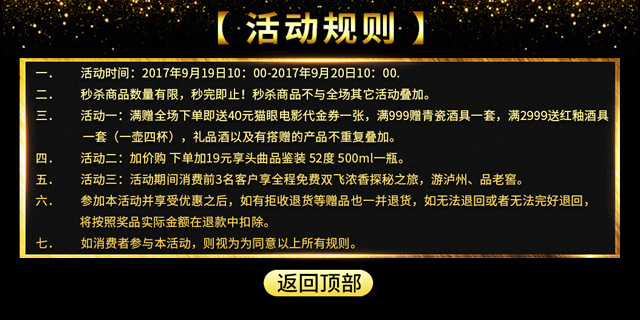 【活动规则】
一． 活动时间：2017年9月19日10：00-2017年9月20日10：00.
二． 秒杀商品数量有限，秒完即止！秒杀商品不与全场其它活动叠加。
三． 活动一：满赠全场下单即送40元猫眼电影代金券一张，满999赠青瓷酒具一套，满2999送红釉酒具
一套（一壶四杯），礼品酒以及有搭赠的产品不重复叠加。
四． 活动二：加价购 下单加19元享头曲品鉴装 52度 500ml一瓶。
五． 活动三：活动期间消费前3名客户享全程免费双飞浓香探秘之旅，游泸州、品老窖。
六． 参加本活动并享受优惠之后，如有拒收退货等赠品也一并退货，如无法退回或者无法完好退回，
将按照奖品实际金额在退款中扣除。
七． 如消费者参与本活动，则视为为同意以上所有规则。
返回顶部